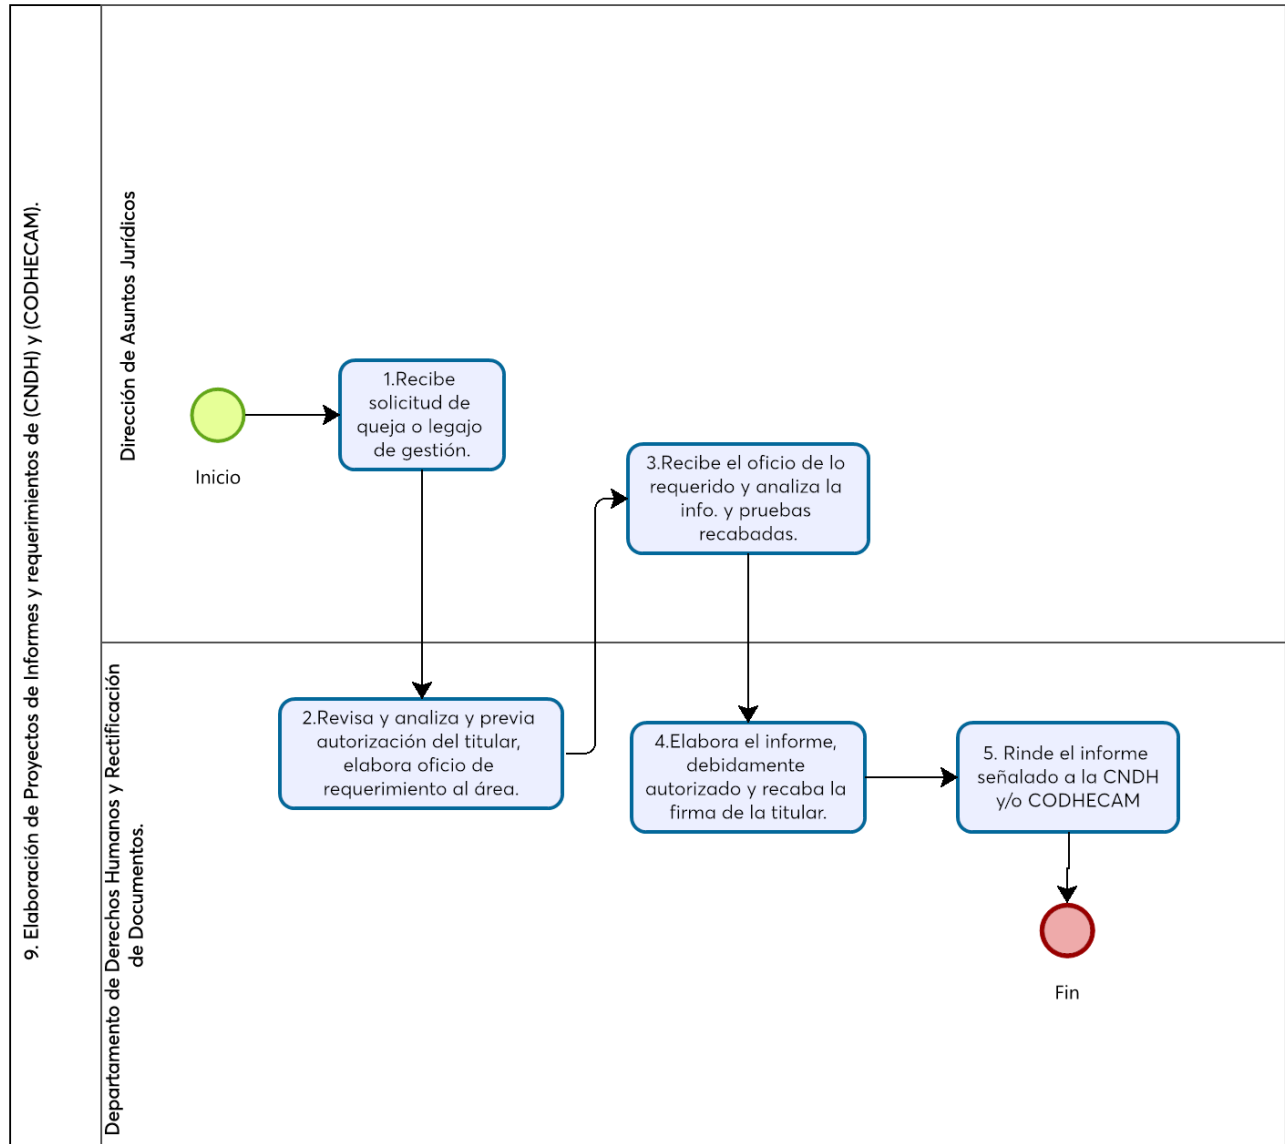 9. Elaboración de Proyectos de Informes y requerimientos de (CNDH) y (CODHECAM).
Dirección de Asuntos Jurídicos
Inicio
1.Recibe
solicitud de
queja o legajo
de gestión.
3.Recibe el oficio de lo
requerido y analiza la
info. y pruebas
recabadas.
Departamento de Derechos Humanos y Rectificación
de Documentos.
2.Revisa y analiza y previa
autorización del titular,
elabora oficio de
requerimiento al área.
4.Elabora el informe,
debidamente
autorizado y recaba la
firma de la titular.
5. Rinde el informe
señalado a la CNDH
y/o CODHECAM
Fin